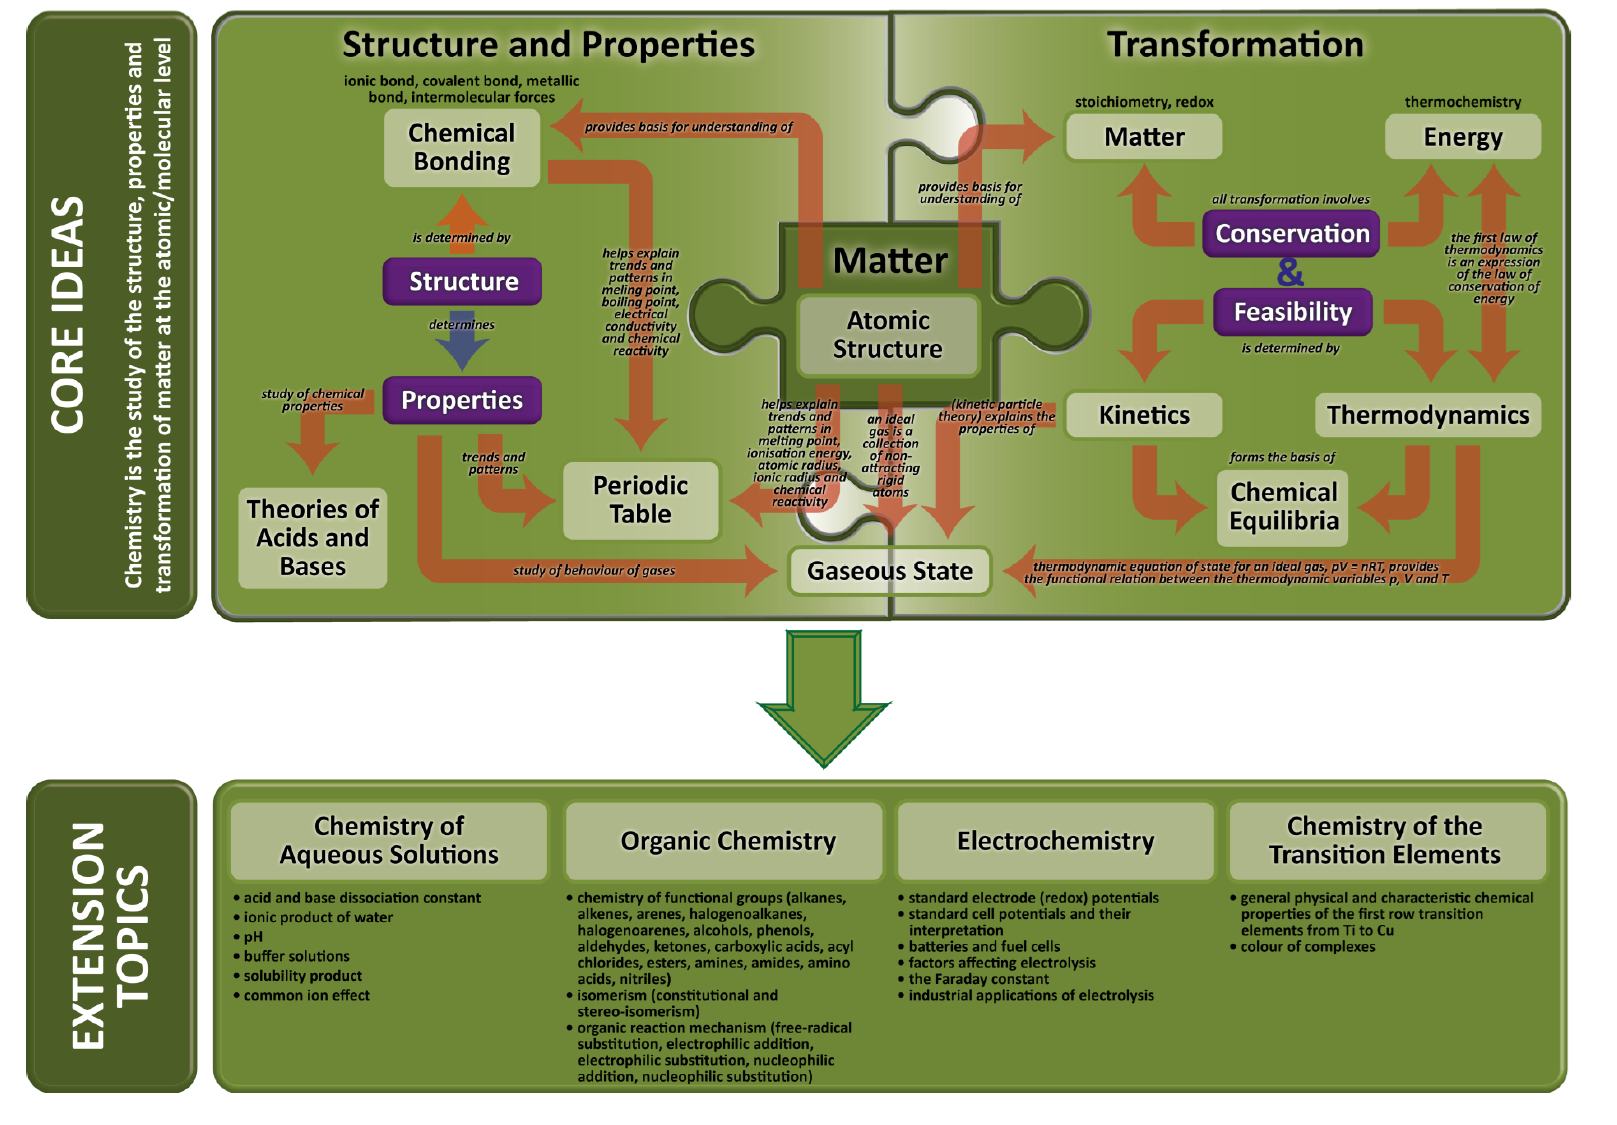 CORE IDEAS
Chemistry is the study of the structure, properties and
transformation of matter at the atomic/molecular level
Structure and Properties
ionic bond, covalent bond, metallic
bond, intermolecular forces
Chemical
Bonding
provides basis for understanding of
is determined by
Structure
determines
Properties
study of chemical
properties
Theories of
Acids and
Bases
trends and
patterns
helps explain
trends and
patterns in
meling point,
boiling point,
electrical
conductivity
and chemical
reactivity
Periodic
Table
study of behaviour of gases
Matter
Atomic
Structure
helps explain
trends and
patterns in
melting point,
ionisation energy,
atomic radius,
ionic radius and
chemical
reactivity
an ideal
gas is a
collection
of non-
attracting
rigid
atoms
(kinetic particle
theory) explains the
properties of
Gaseous State
Transformation
provides basis for
understanding of
stoichiometry, redox
Matter
thermochemistry
Energy
all transformation involves
Conservation
&
Feasibility
is determined by
the first law of
thermodynamics
is an expression
of the law of
conservation of
energy
Kinetics
Thermodynamics
forms the basis of
Chemical
Equilibria
thermodynamic equation of state for an ideal gas, pV = nRT, provides
the functional relation between the thermodynamic variables p, V and T
EXTENSION
TOPICS
Chemistry of
Aqueous Solutions
• acid and base dissociation constant
• ionic product of water
• pH
• buffer solutions
• solubility product
• common ion effect
Organic Chemistry
• chemistry of functional groups (alkanes,
alkenes, arenes, halogenoalkanes,
halogenoarenes, alcohols, phenols,
aldehydes, ketones, carboxylic acids, acyl
chlorides, esters, amines, amides, amino
acids, nitriles)
• isomerism (constitutional and
stereo-isomerism)
• organic reaction mechanism (free-radical
substitution, electrophilic addition,
electrophilic substitution, nucleophilic
addition, nucleophilic substitution)
Electrochemistry
• standard electrode (redox) potentials
• standard cell potentials and their
interpretation
• batteries and fuel cells
• factors affecting electrolysis
• the Faraday constant
• industrial applications of electrolysis
Chemistry of the
Transition Elements
• general physical and characteristic chemical
properties of the first row transition
elements from Ti to Cu
• colour of complexes